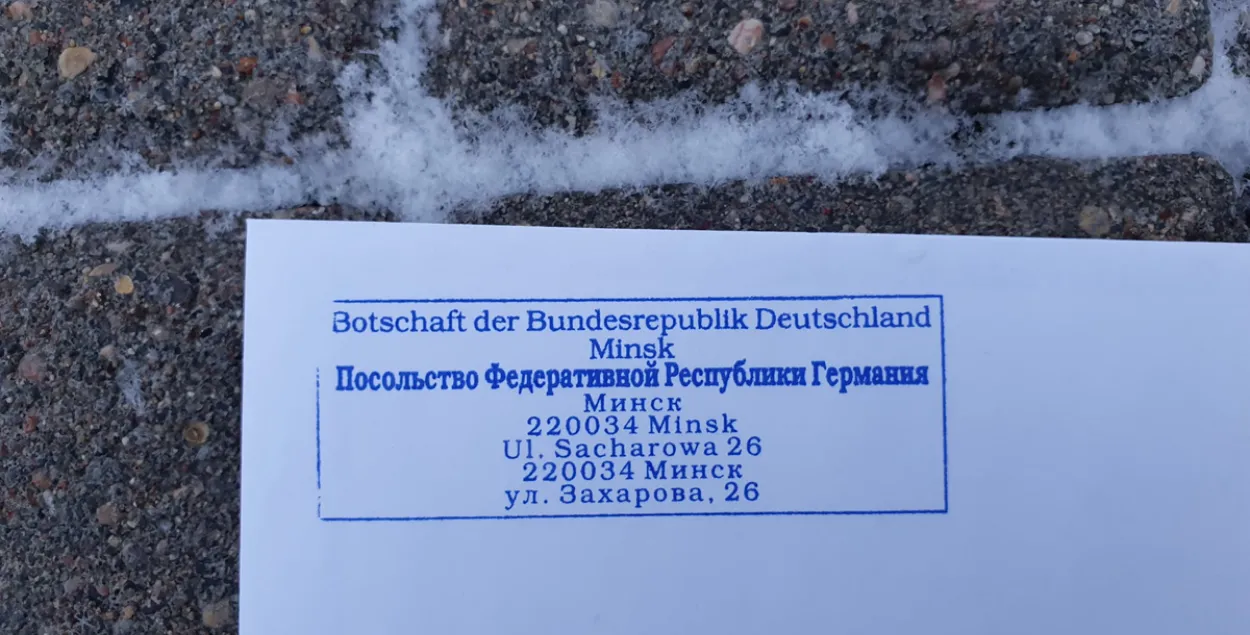 Botschaft der Bundesrepublik Deutschland
Minsk
Посольство Федеративной Республики Германия
Минск
220034 Minsk
Ul. Sacharowa 26
220034 Минск
ул. Захарова, 26